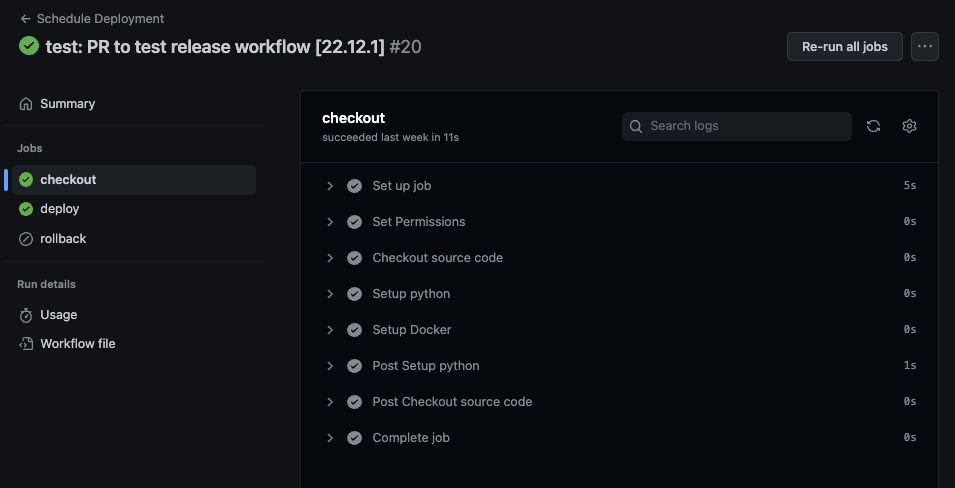 Schedule Deployment
test: PR to test release workflow [22.12.1] #20
Re-run all jobs
Summary
Jobs
checkout
deploy
rollback
Run details
Usage
Workflow file
checkout
succeeded last week in 11s
Search logs
Set up job 5s
Set Permissions 0s
Checkout source code 0s
Setup python 0s
Setup Docker 0s
Post Setup python 1s
Post Checkout source code 0s
Complete job 0s